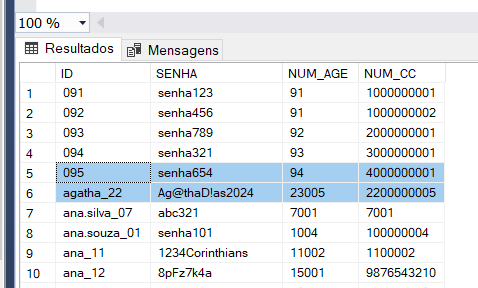 100 %
Resultados Mensagens
ID SENHA NUM_AGE NUM_CC
1 091 senha123 91 1000000001
2 092 senha456 91 1000000002
3 093 senha789 92 2000000001
4 094 senha321 93 3000000001
5 095 senha654 94 4000000001
6 agatha_22 Ag@thaD!as2024 23005 2200000005
7 ana.silva_07 abc321 7001 7001
8 ana.souza_01 senha101 1004 100000004
9 ana_11 1234Corinthians 11002 1100002
10 ana_12 8pFz7k4a 15001 9876543210